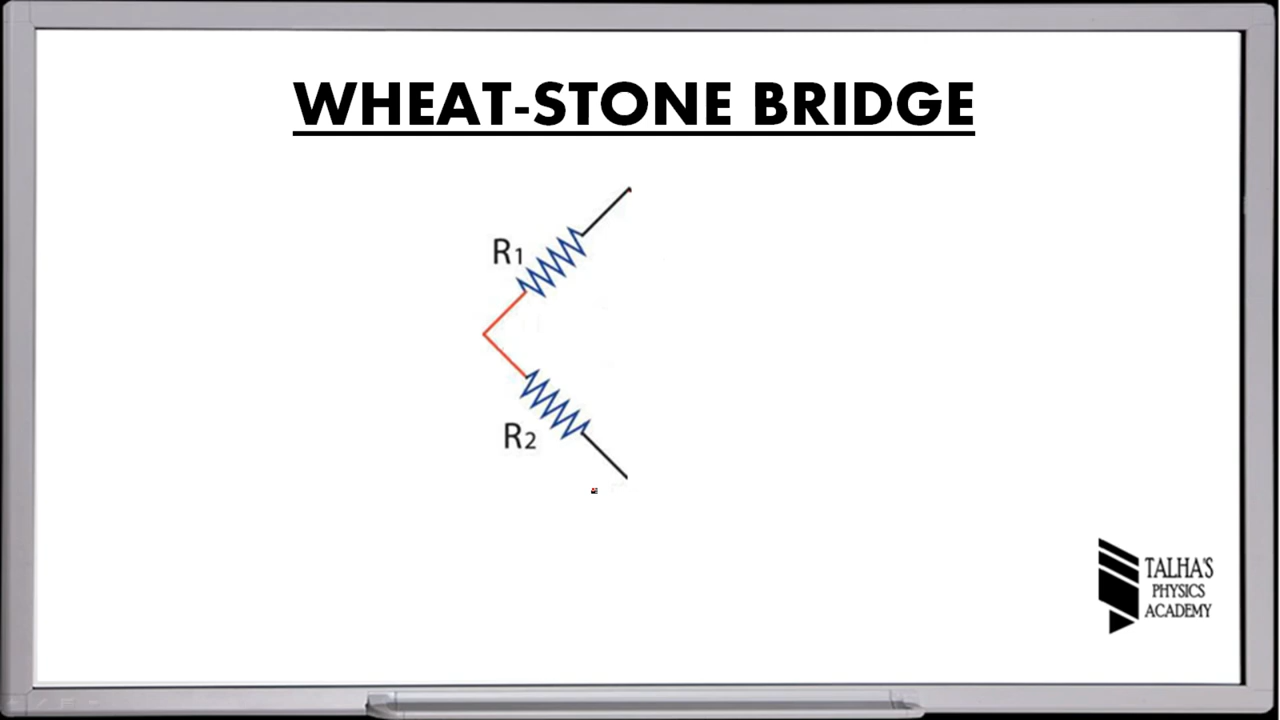 WHEAT-STONE BRIDGE
R1
R2
TALHA'S
PHYSICS
ACADEMY